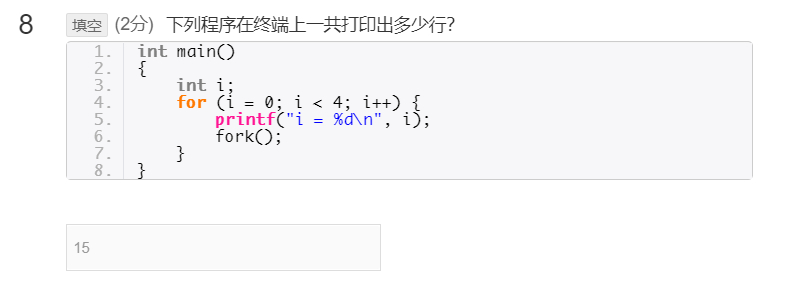 8 填空 (2分) 下列程序在终端上一共打印出多少行?
1. int main()
2. {
3. int i;
4. for (i = 0; i < 4; i++) {
5. printf("i = %d\n", i);
6. fork();
7. }
8. }
15